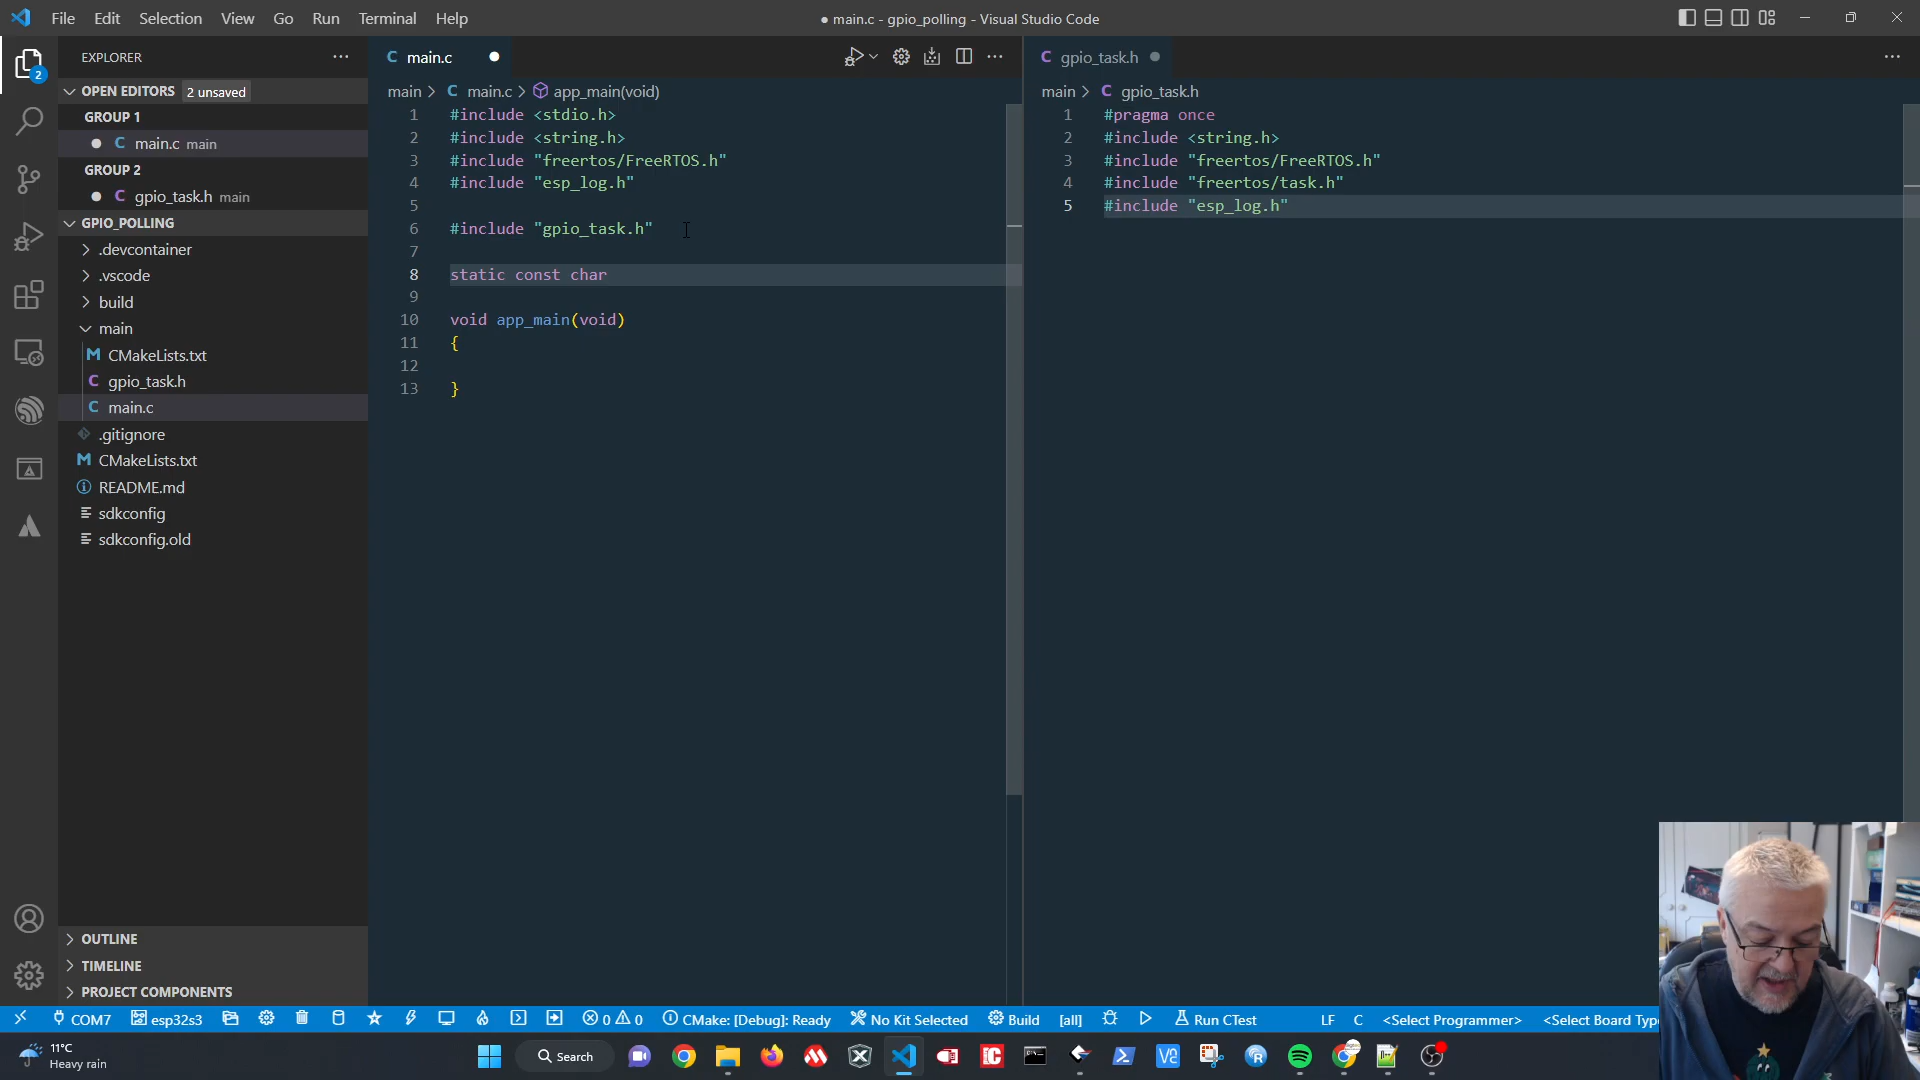 File Edit Selection View Go Run Terminal Help
● main.c - gpio_polling - Visual Studio Code
EXPLORER
OPEN EDITORS 2 unsaved
GROUP 1
main.c main
GROUP 2
gpio_task.h main
GPIO_POLLING
.devcontainer
.vscode
build
main
CMakeLists.txt
gpio_task.h
main.c
.gitignore
CMakeLists.txt
README.md
sdkconfig
sdkconfig.old
OUTLINE
TIMELINE
PROJECT COMPONENTS
2
main.c
main > main.c > app_main(void)
1 #include <stdio.h>
2 #include <string.h>
3 #include "freertos/FreeRTOS.h"
4 #include "esp_log.h"
5
6 #include "gpio_task.h"
7
8 static const char
9
10 void app_main(void)
11 {
12
13 }
gpio_task.h
main > gpio_task.h
1 #pragma once
2 #include <string.h>
3 #include "freertos/FreeRTOS.h"
4 #include "freertos/task.h"
5 #include "esp_log.h"
COM7 esp32s3 0 0 CMake: [Debug]: Ready No Kit Selected Build [all] Run CTest LF C <Select Programmer> <Select Board Typ
11°C
Heavy rain
Search